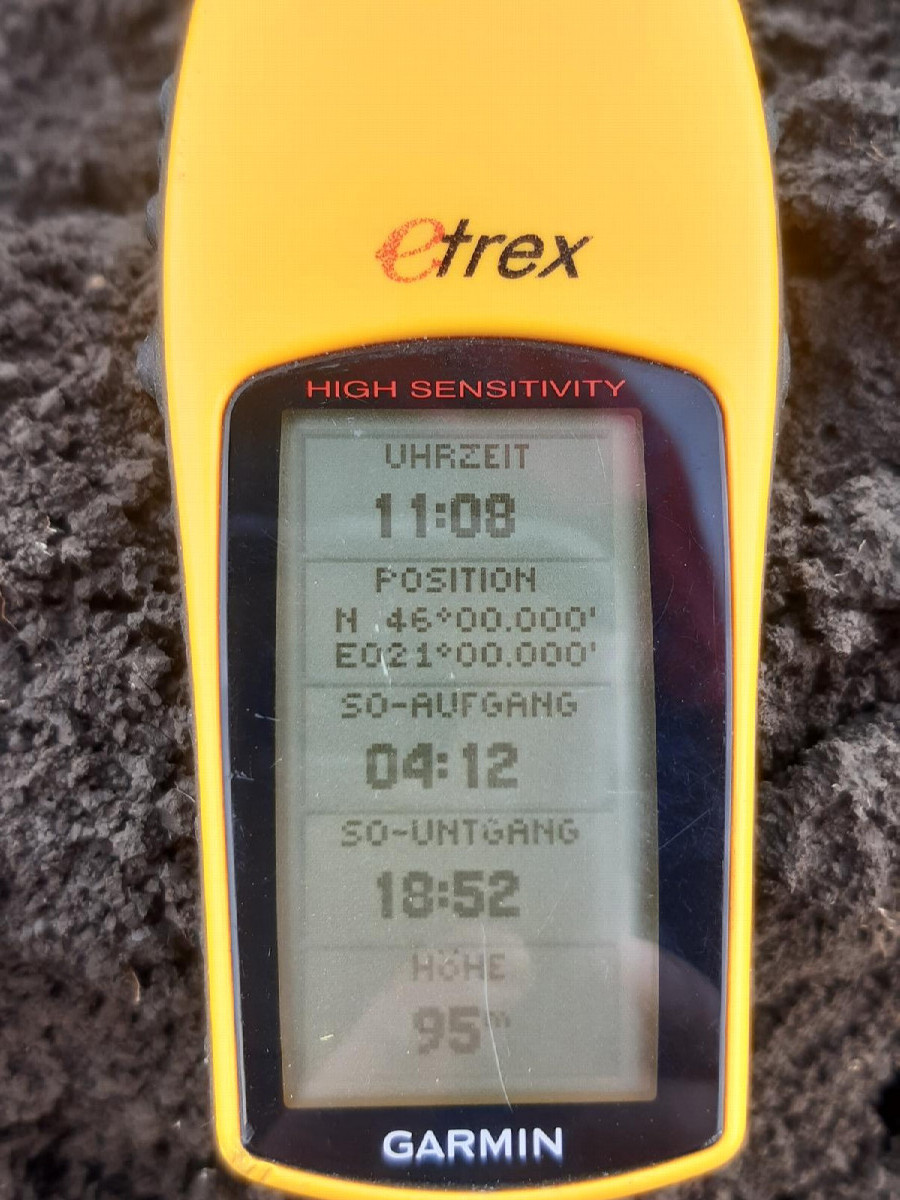 etrex
HIGH SENSITIVITY
UHRZEIT
11:08
POSITION
N 46°00.000'
E021°00.000'
SO-AUFGANG
04:12
SO-UNTGANG
18:52
HÖHE
95m
GARMIN